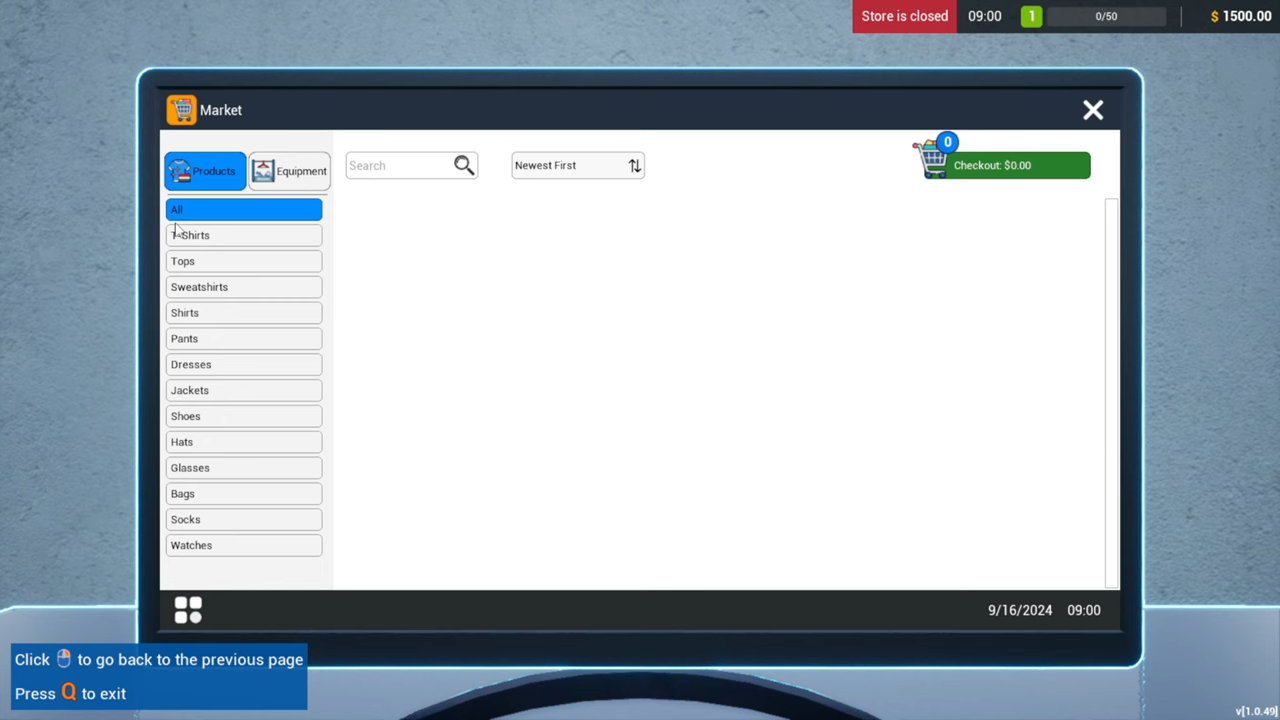 Store is closed 09:00 1 0/50 $ 1500.00
Market
Products Equipment
Search Newest First 0 Checkout: $0.00
All
T-Shirts
Tops
Sweatshirts
Shirts
Pants
Dresses
Jackets
Shoes
Hats
Glasses
Bags
Socks
Watches
9/16/2024 09:00
Click to go back to the previous page
Press Q to exit
v[1.0.49]